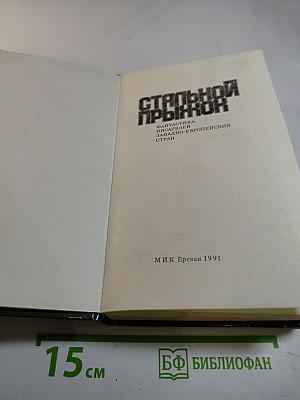 СТАЛЬНОЙ
ПРЫЖОК
ФАНТАСТИКА
ПИСАТЕЛЕЙ
ЗАПАДНО-ЕВРОПЕЙСКИХ
СТРАН
МИК Ереван 1991
15 см
БФ БИБЛИОФАН